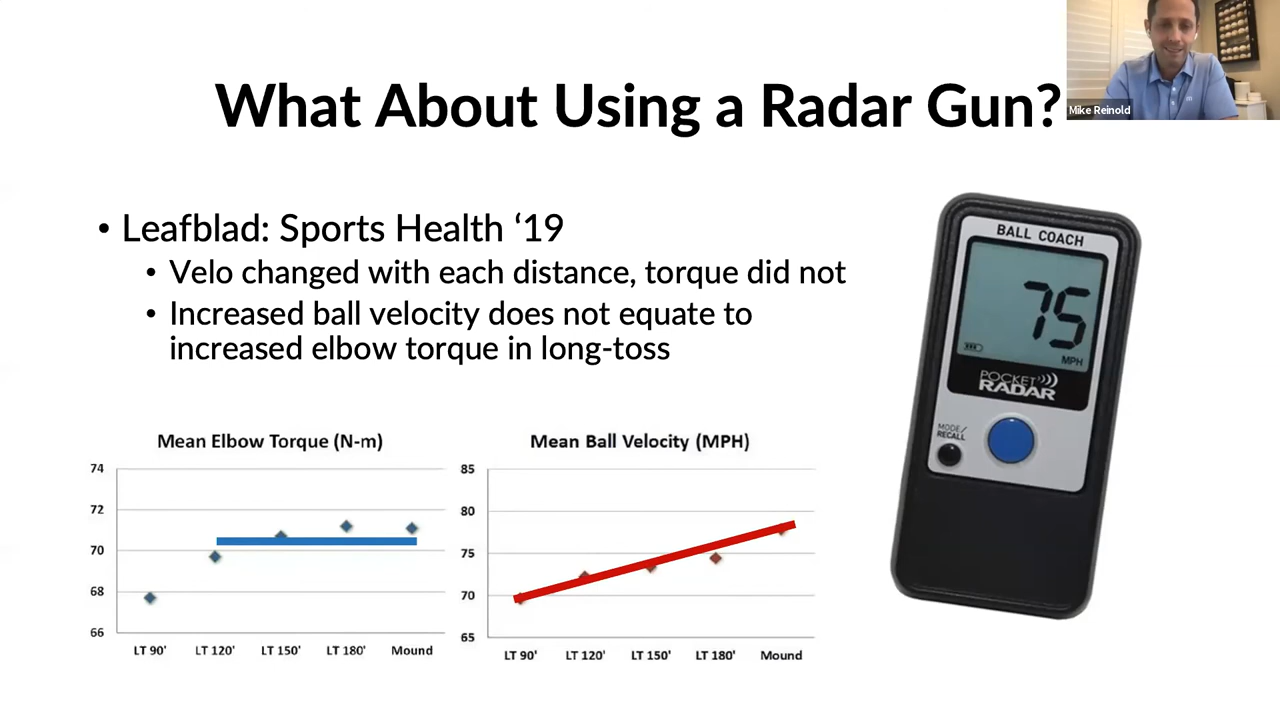 What About Using a Radar Gun?
Mike Reinold
• Leafblad: Sports Health ‘19
• Velo changed with each distance, torque did not
• Increased ball velocity does not equate to
increased elbow torque in long-toss
BALL COACH
75
MPH
POCKET
RADAR
MODE/
RECALL
Mean Elbow Torque (N-m)
74
72
70
68
66
LT 90'
LT 120'
LT 150'
LT 180'
Mound
Mean Ball Velocity (MPH)
85
80
75
70
65
LT 90'
LT 120'
LT 150'
LT 180'
Mound